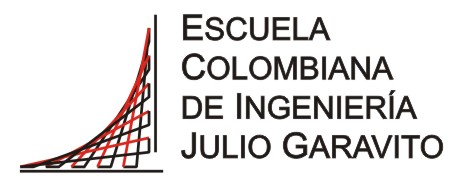 ESCUELA
COLOMBIANA
DE INGENIERÍA
JULIO GARAVITO